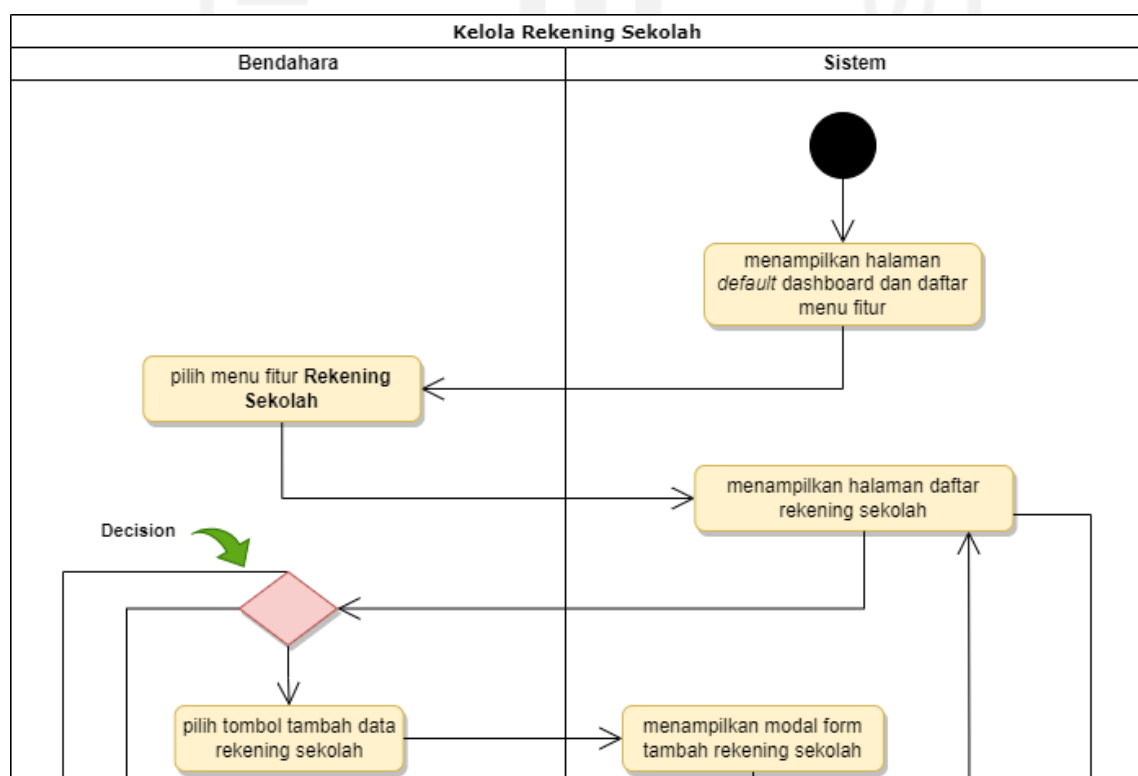 Kelola Rekening Sekolah
Bendahara
Sistem
menampilkan halaman
default dashboard dan daftar
menu fitur
pilih menu fitur Rekening
Sekolah
menampilkan halaman daftar
rekening sekolah
Decision
pilih tombol tambah data
rekening sekolah
menampilkan modal form
tambah rekening sekolah